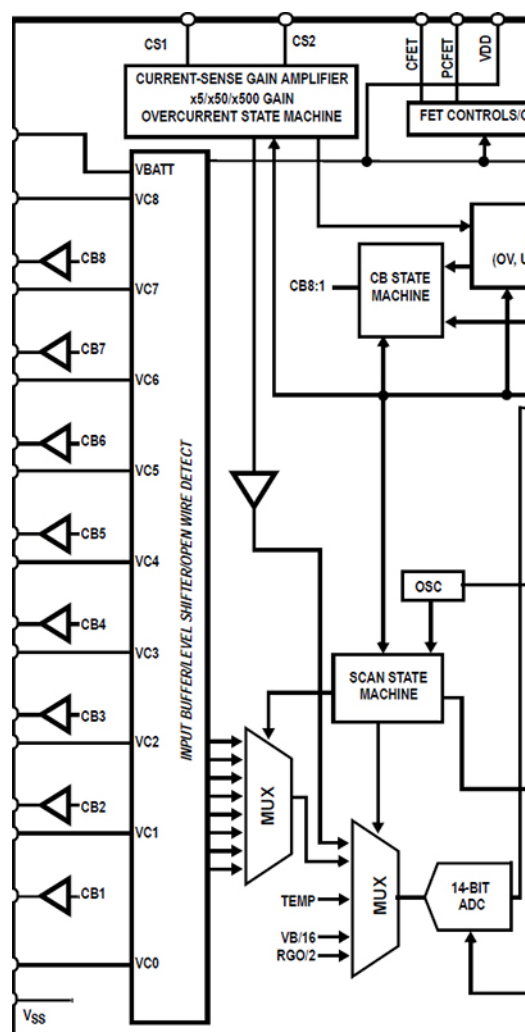 CS1
CS2
CFET
PCFET
VDD
CURRENT-SENSE GAIN AMPLIFIER
x5/x50/x500 GAIN
OVERCURRENT STATE MACHINE
FET CONTROLS/C
VBATT
VC8
CB8
VC7
CB7
VC6
CB6
VC5
CB5
VC4
CB4
VC3
CB3
VC2
CB2
VC1
CB1
VC0
VSS
INPUT BUFFER/LEVEL SHIFTER/OPEN WIRE DETECT
(OV, U
CB8:1
CB STATE
MACHINE
OSC
SCAN STATE
MACHINE
MUX
MUX
TEMP
VB/16
RGO/2
14-BIT
ADC